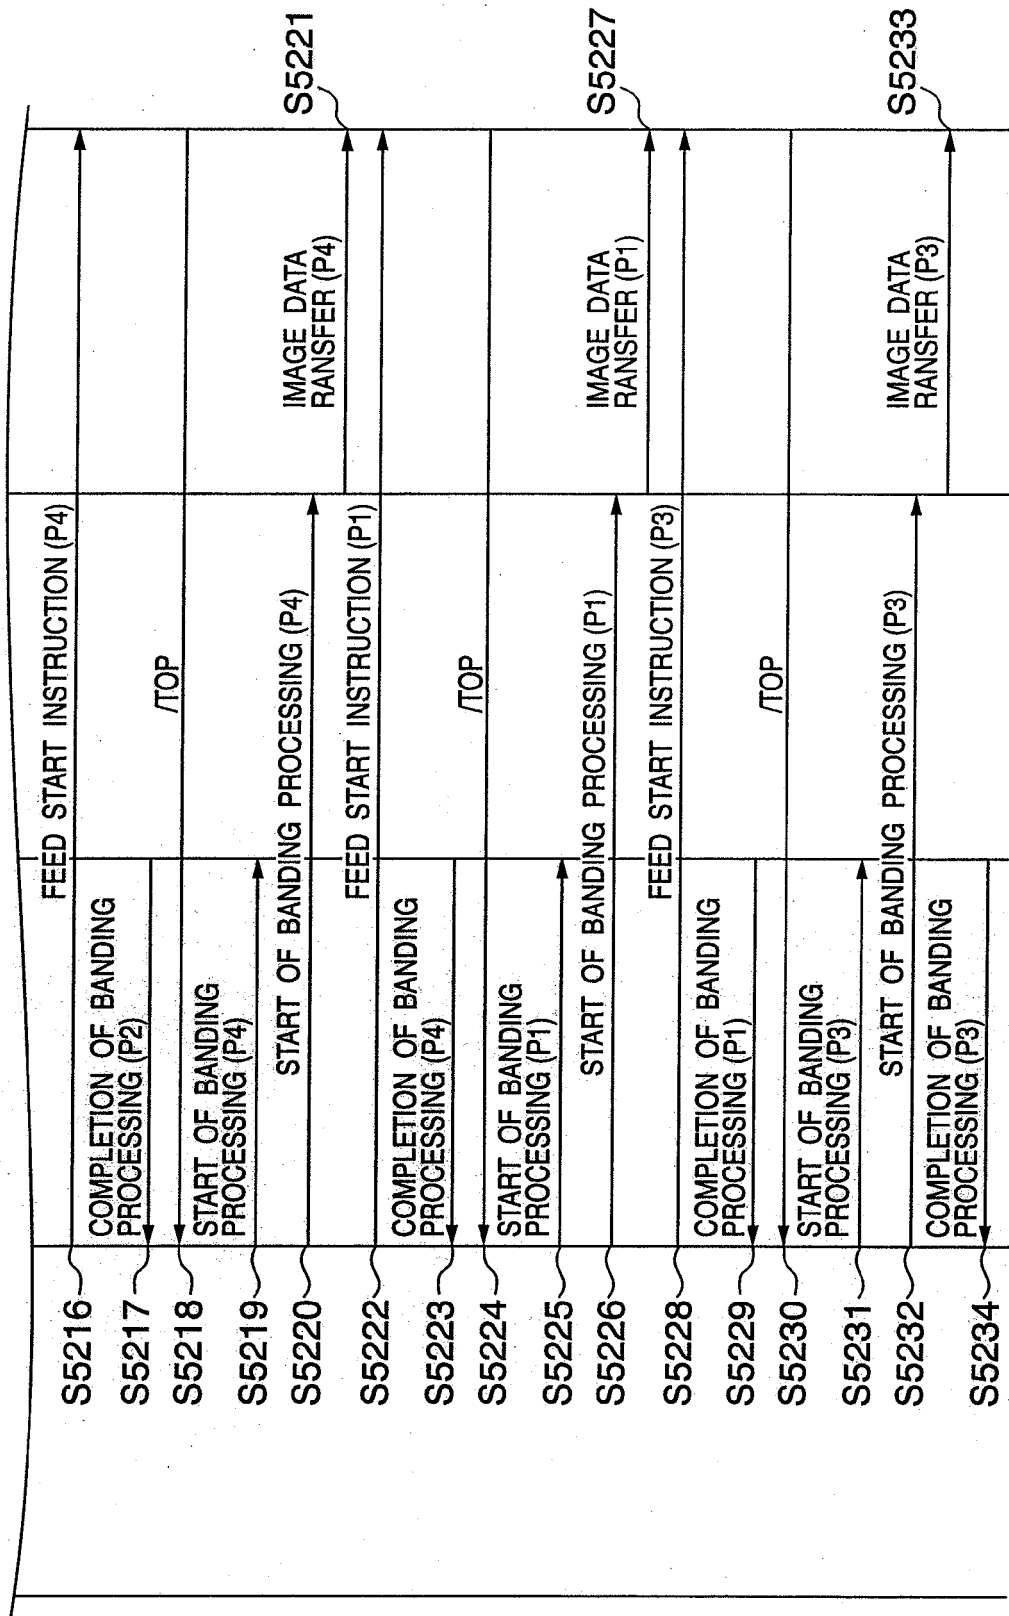 S5216
FEED START INSTRUCTION (P4)
S5217
COMPLETION OF BANDING
PROCESSING (P2)
S5218
/TOP
S5219
START OF BANDING
PROCESSING (P4)
S5220
START OF BANDING PROCESSING (P4)
IMAGE DATA
RANSFER (P4)
S5221
S5222
FEED START INSTRUCTION (P1)
S5223
COMPLETION OF BANDING
PROCESSING (P4)
S5224
/TOP
S5225
START OF BANDING
PROCESSING (P1)
S5226
START OF BANDING PROCESSING (P1)
IMAGE DATA
RANSFER (P1)
S5227
S5228
FEED START INSTRUCTION (P3)
S5229
COMPLETION OF BANDING
PROCESSING (P1)
S5230
/TOP
S5231
START OF BANDING
PROCESSING (P3)
S5232
START OF BANDING PROCESSING (P3)
IMAGE DATA
RANSFER (P3)
S5233
S5234
COMPLETION OF BANDING
PROCESSING (P3)